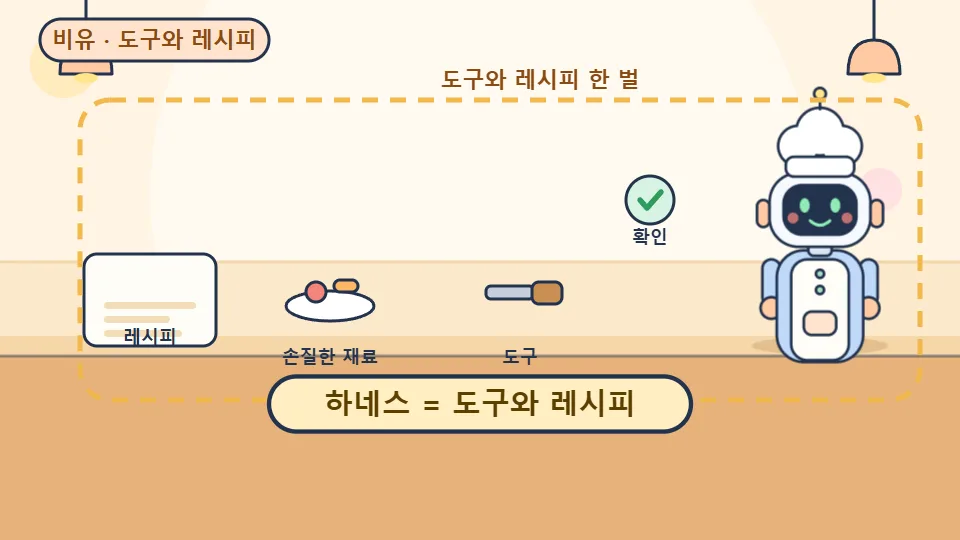 비유 · 도구와 레시피
도구와 레시피 한 벌
확인
레시피
손질한 재료
도구
하네스 = 도구와 레시피